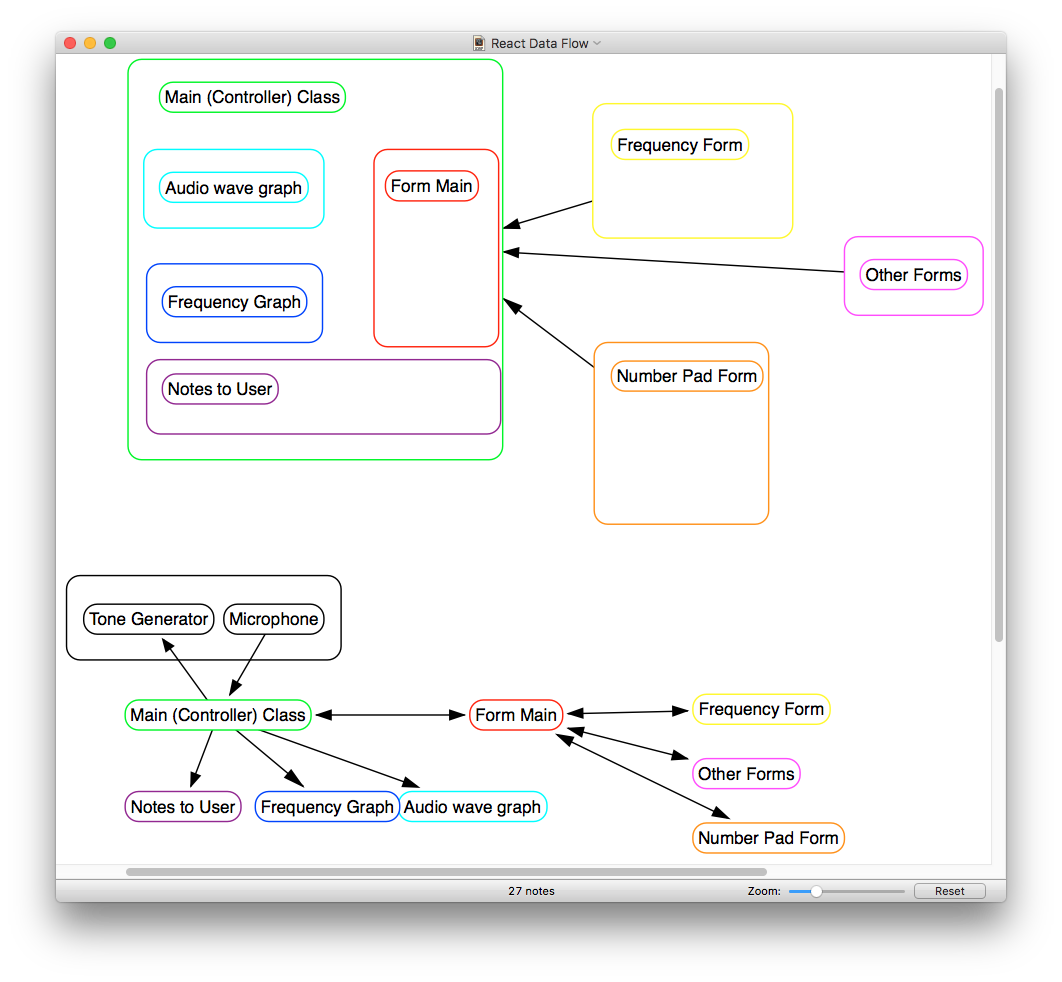 React Data Flow
Main (Controller) Class
Frequency Form
Audio wave graph
Form Main
Other Forms
Frequency Graph
Number Pad Form
Notes to User
Tone Generator
Microphone
Main (Controller) Class
Form Main
Frequency Form
Other Forms
Notes to User
Frequency Graph
Audio wave graph
Number Pad Form
27 notes
Zoom:
Reset